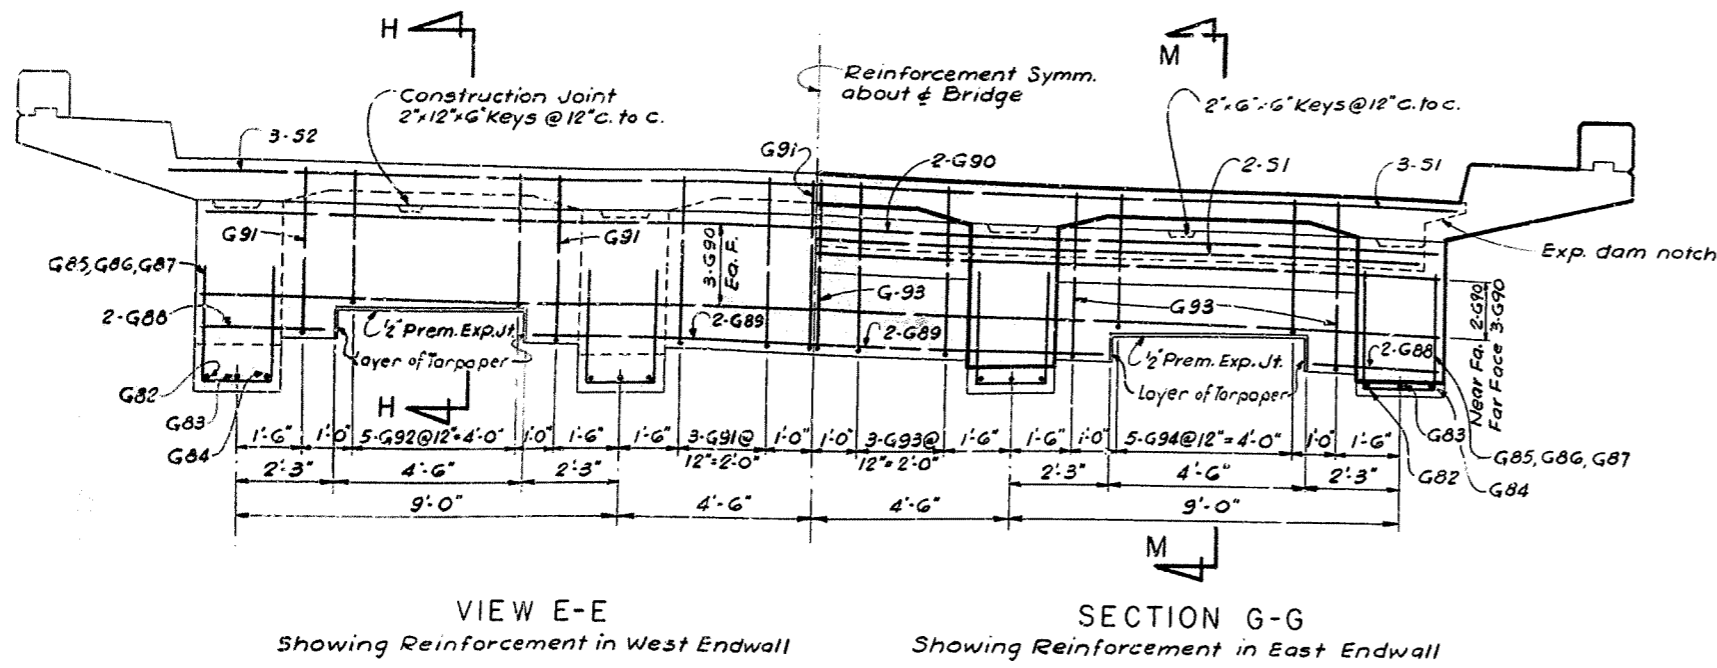 H
M
Reinforcement Symm.
about ℄ Bridge
Construction Joint
2"x12"x6" Keys @ 12"c. to c.
2"x6"x6" Keys @ 12"c. to c.
3-S2
G91
2-G90
2-S1
3-S1
G91
G91
3-G90
Ea. F.
Exp. dam notch
G85, G86, G87
2-G88
G-93
G93
½" Prem. Exp. Jt.
Layer of Tarpaper
2-G89
2-G89
½" Prem. Exp. Jt.
Layer of Tarpaper
2-G88
Near Fa. 2-G90
Far Face 3-G90
G82
G83
G84
H
G83
G82
G85, G86, G87
G84
1'-6"
1'-0"
5-G92@12"=4'-0"
1'-0"
1'-6"
1'-6"
3-G91@
12"=2'-0"
1'-0"
1'-0"
3-G93@
12"=2'-0"
1'-6"
1'-6"
1'-0"
5-G94@12"=4'-0"
1'-0"
1'-6"
2'-3"
4'-6"
2'-3"
2'-3"
4'-6"
2'-3"
9'-0"
4'-6"
4'-6"
9'-0"
M
VIEW E-E
Showing Reinforcement in West Endwall
SECTION G-G
Showing Reinforcement in East Endwall